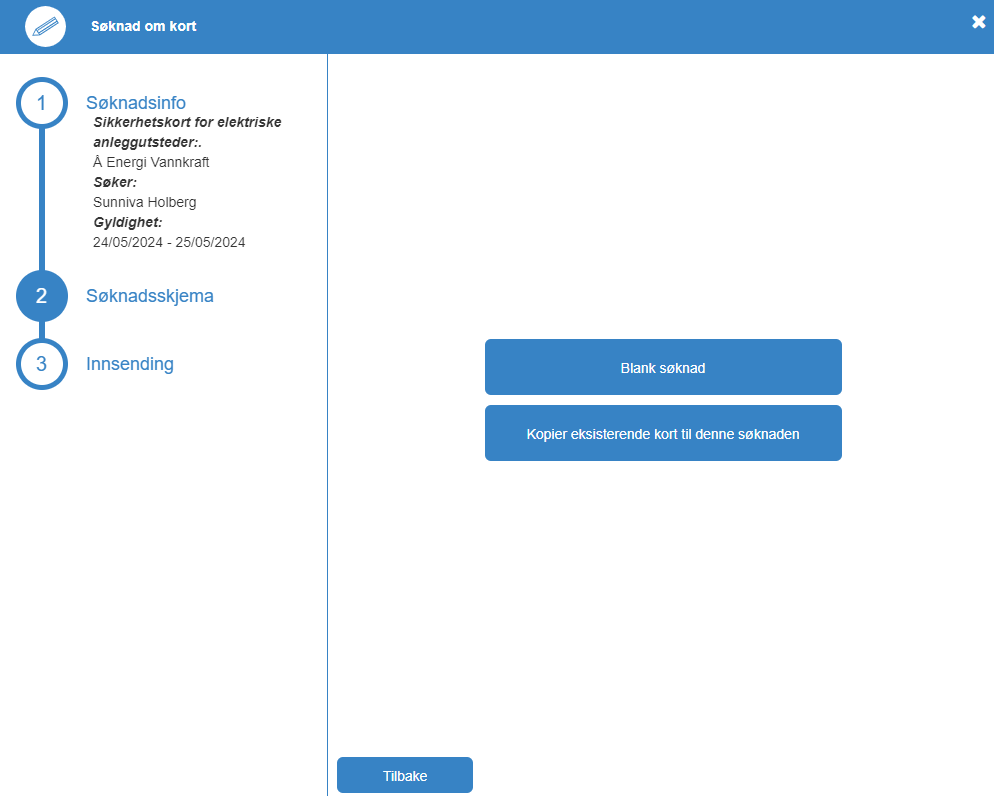 Søknad om kort
1
Søknadsinfo
Sikkerhetskort for elektriske
anleggutsteder:.
Å Energi Vannkraft
Søker:
Sunniva Holberg
Gyldighet:
24/05/2024 - 25/05/2024
2
Søknadsskjema
3
Innsending
Blank søknad
Kopier eksisterende kort til denne søknaden
Tilbake